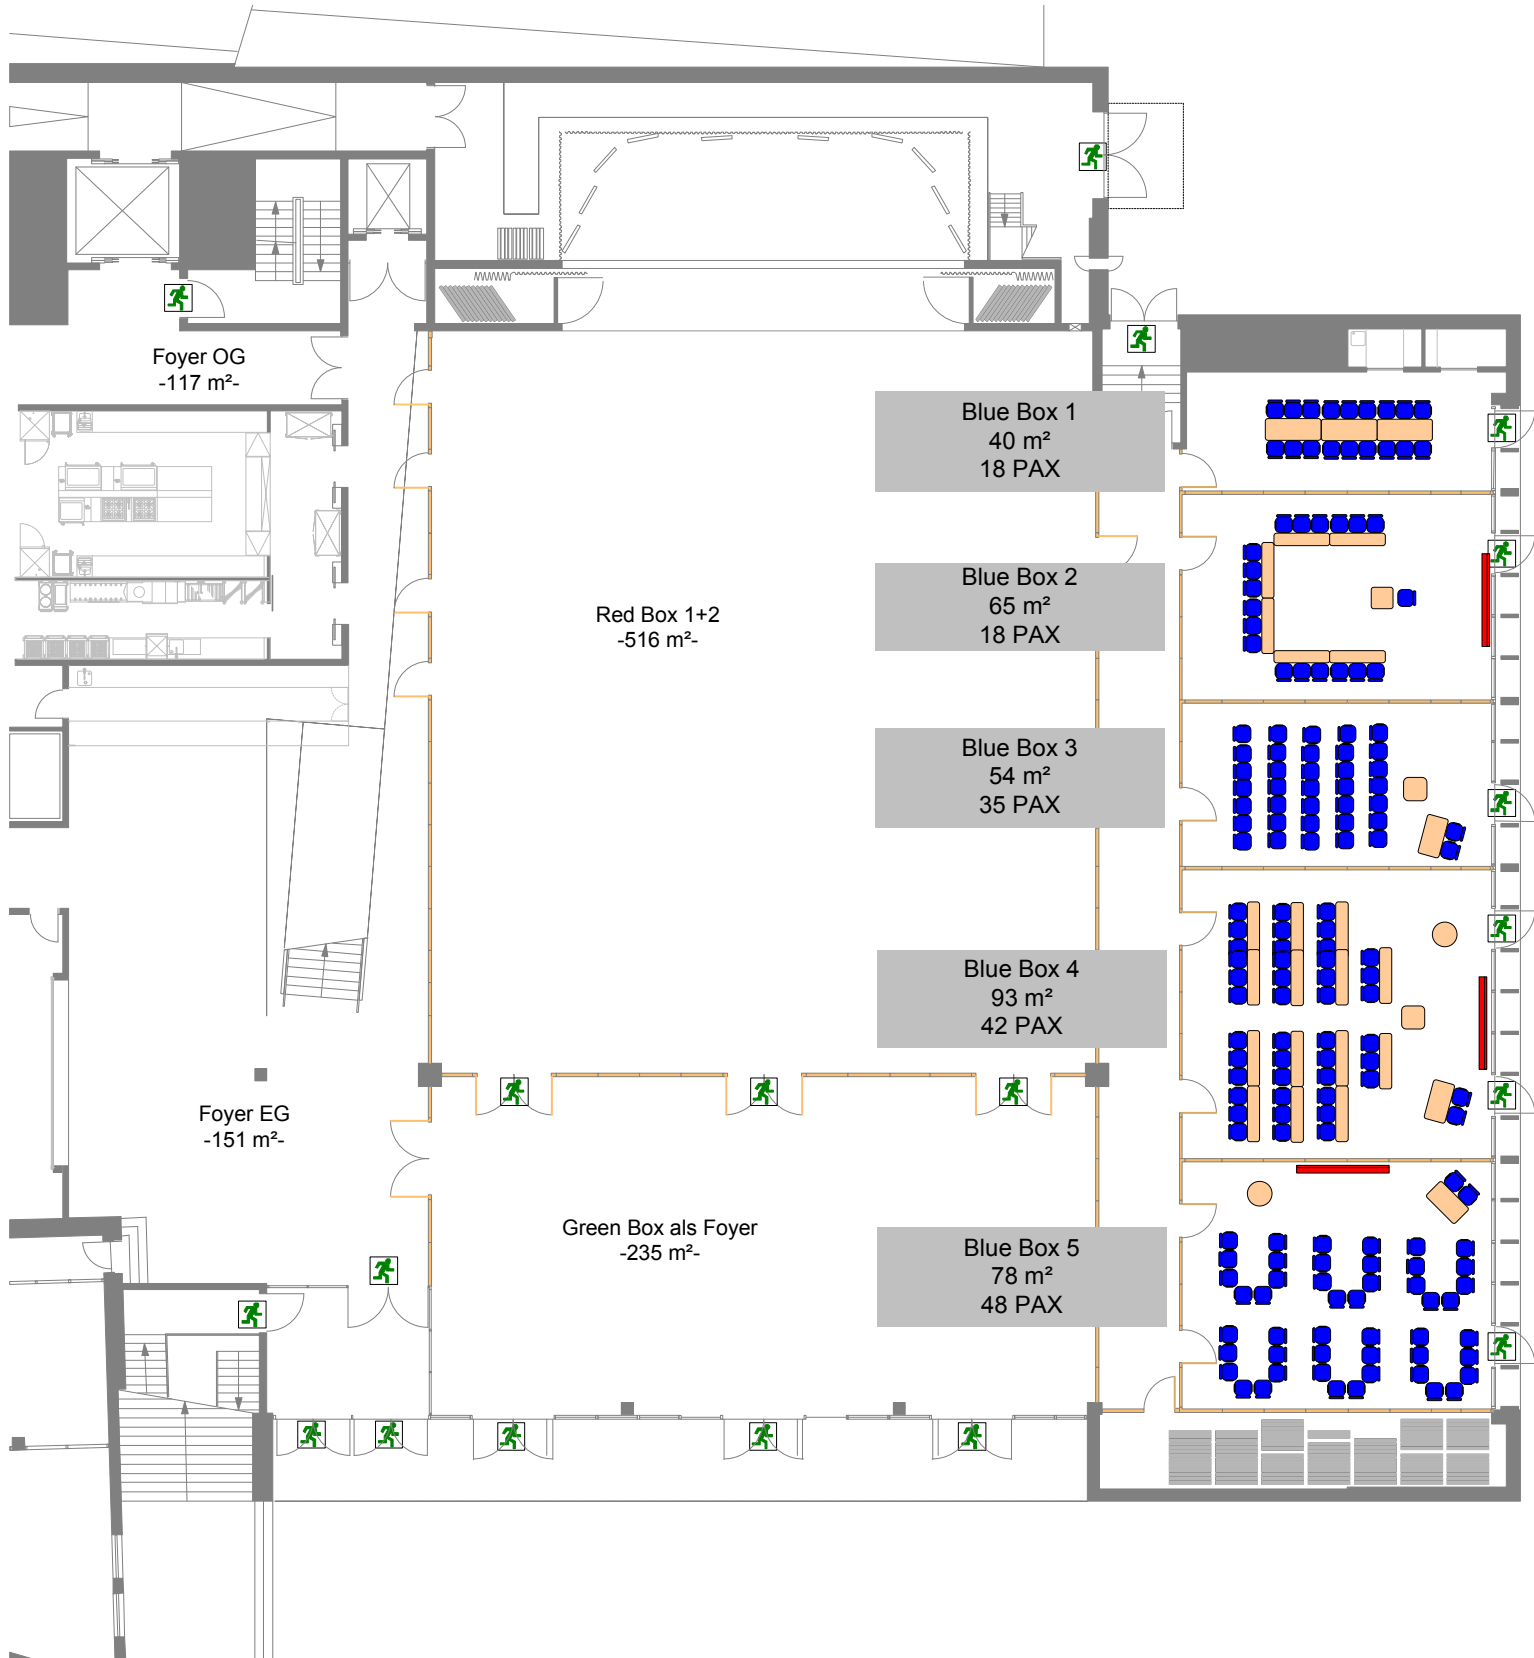 Foyer OG
-117 m²-
Blue Box 1
40 m²
18 PAX
Blue Box 2
65 m²
18 PAX
Red Box 1+2
-516 m²-
Blue Box 3
54 m²
35 PAX
Blue Box 4
93 m²
42 PAX
Foyer EG
-151 m²-
Green Box als Foyer
-235 m²-
Blue Box 5
78 m²
48 PAX